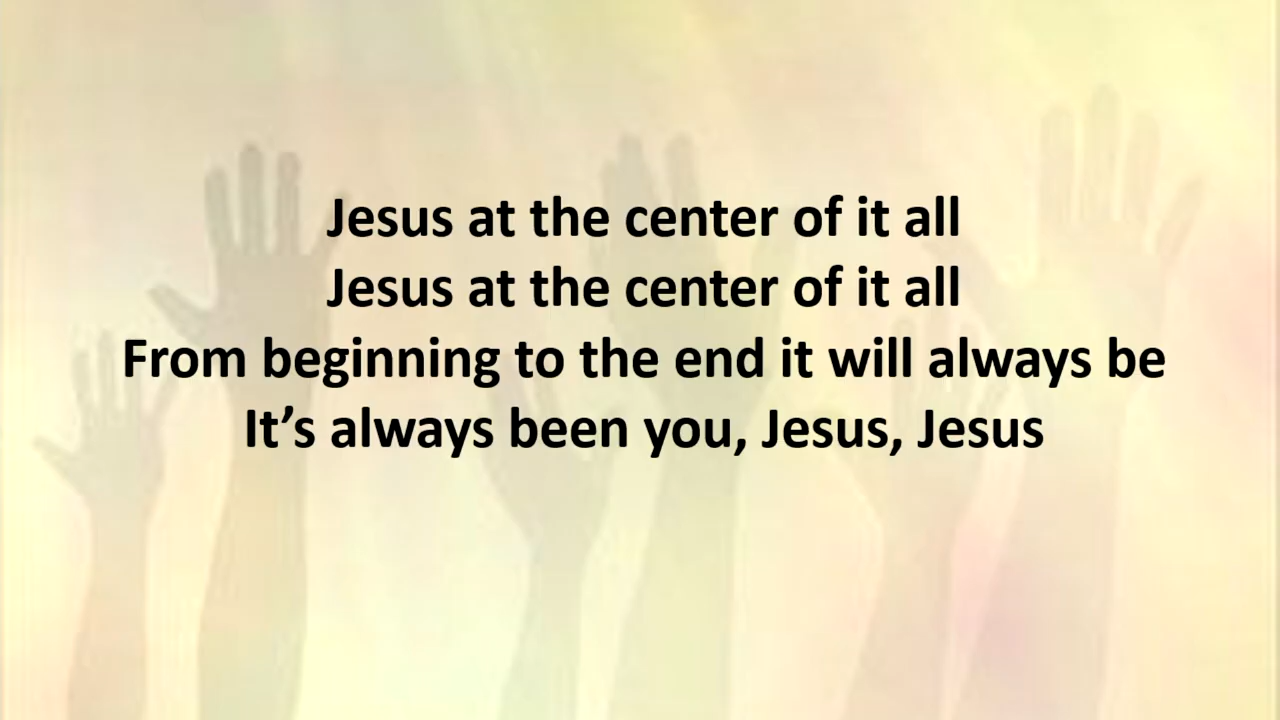 Jesus at the center of it all
Jesus at the center of it all
From beginning to the end it will always be
It’s always been you, Jesus, Jesus